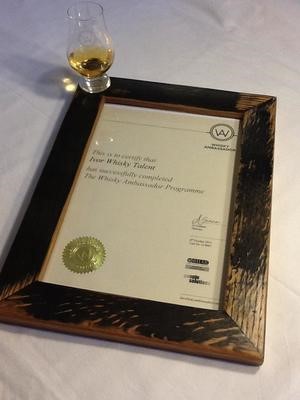 WHISKY
AMBASSADOR
This is to certify that
Ivor Whisky Talent
has successfully completed
The Whisky Ambassador Programme